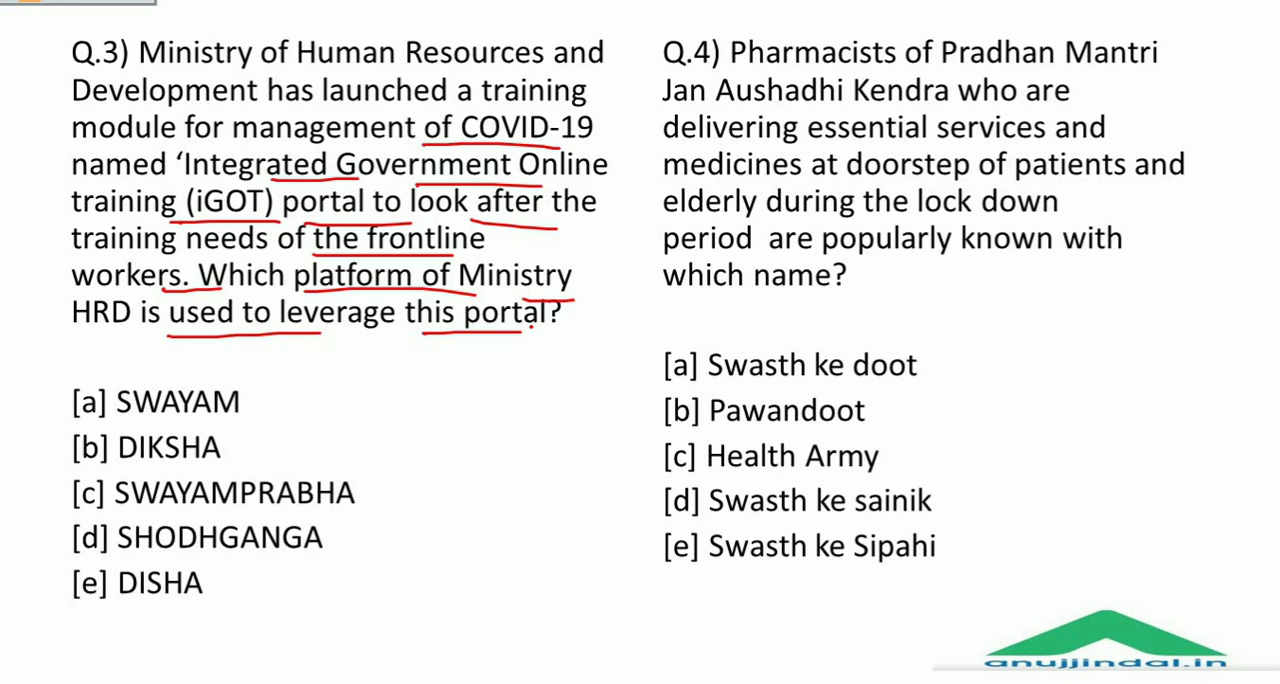 Q.3) Ministry of Human Resources and
Development has launched a training
module for management of COVID-19
named ‘Integrated Government Online
training (iGOT) portal to look after the
training needs of the frontline
workers. Which platform of Ministry
HRD is used to leverage this portal?
[a] SWAYAM
[b] DIKSHA
[c] SWAYAMPRABHA
[d] SHODHGANGA
[e] DISHA
Q.4) Pharmacists of Pradhan Mantri
Jan Aushadhi Kendra who are
delivering essential services and
medicines at doorstep of patients and
elderly during the lock down
period are popularly known with
which name?
[a] Swasth ke doot
[b] Pawandoot
[c] Health Army
[d] Swasth ke sainik
[e] Swasth ke Sipahi
anujjindal.in